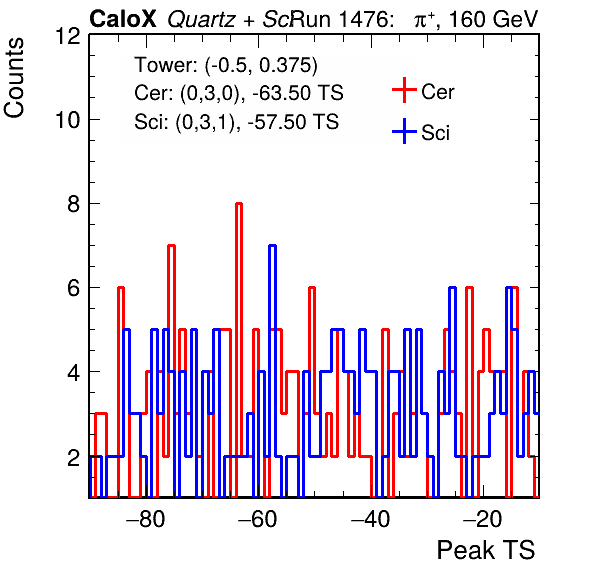 CaloX Quartz + Sci Run 1476: π⁺, 160 GeV
Counts
Tower: (-0.5, 0.375)
Cer: (0,3,0), -63.50 TS
Sci: (0,3,1), -57.50 TS
Cer
Sci
12
10
8
6
4
2
−80 −60 −40 −20
Peak TS